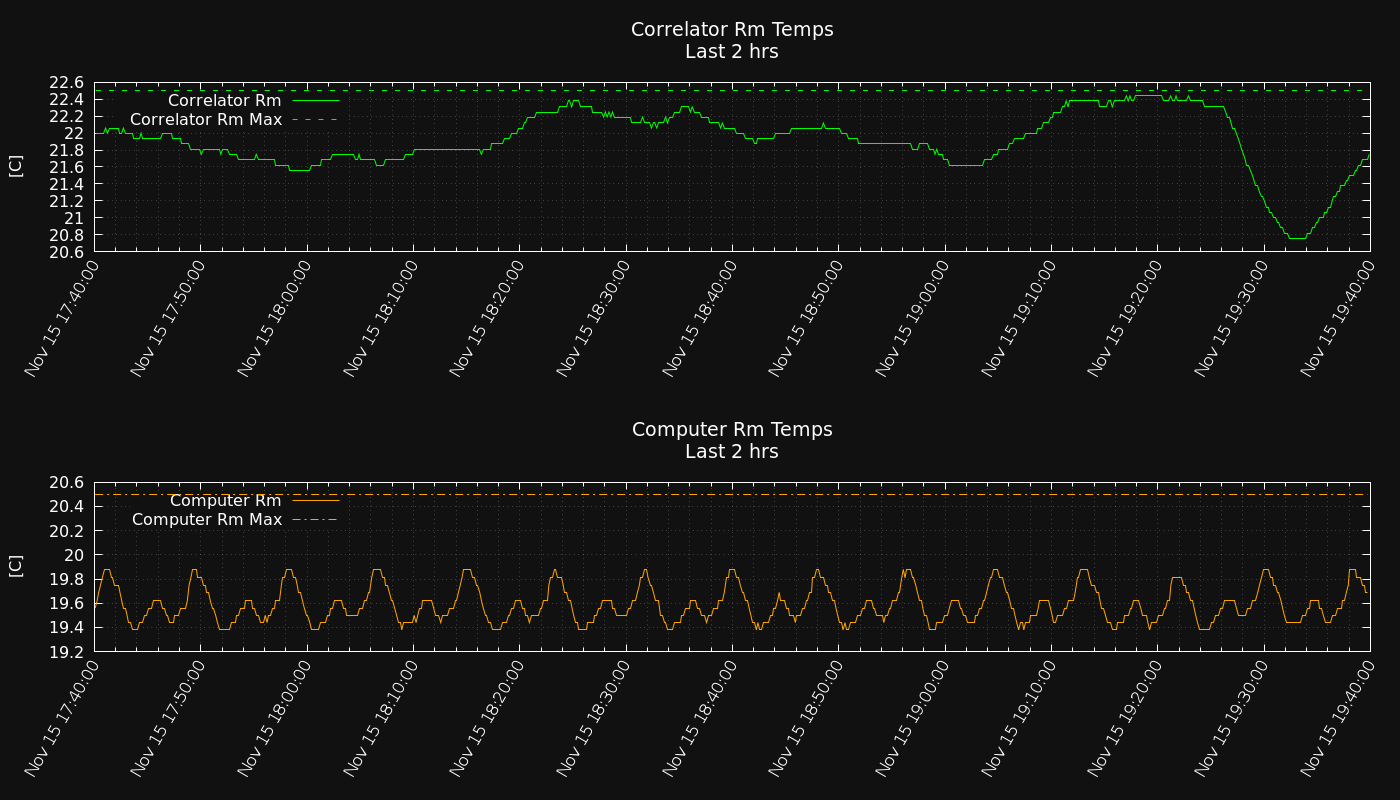 Correlator Rm Temps
Last 2 hrs
22.6
22.4
22.2
22
21.8
21.6
21.4
21.2
21
20.8
20.6
[C]
Correlator Rm
Correlator Rm Max
Nov 15 17:40:00
Nov 15 17:50:00
Nov 15 18:00:00
Nov 15 18:10:00
Nov 15 18:20:00
Nov 15 18:30:00
Nov 15 18:40:00
Nov 15 18:50:00
Nov 15 19:00:00
Nov 15 19:10:00
Nov 15 19:20:00
Nov 15 19:30:00
Nov 15 19:40:00
Computer Rm Temps
Last 2 hrs
20.6
20.4
20.2
20
19.8
19.6
19.4
19.2
[C]
Computer Rm
Computer Rm Max
Nov 15 17:40:00
Nov 15 17:50:00
Nov 15 18:00:00
Nov 15 18:10:00
Nov 15 18:20:00
Nov 15 18:30:00
Nov 15 18:40:00
Nov 15 18:50:00
Nov 15 19:00:00
Nov 15 19:10:00
Nov 15 19:20:00
Nov 15 19:30:00
Nov 15 19:40:00